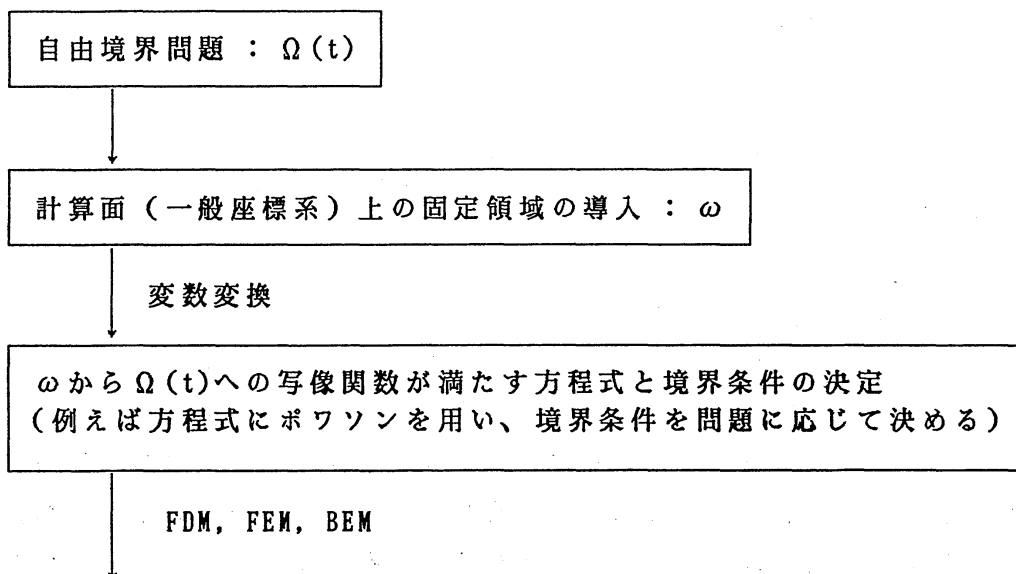 自由境界問題 : Ω(t)
計算面(一般座標系)上の固定領域の導入 : ω
変数変換
ωからΩ(t)への写像関数が満たす方程式と境界条件の決定
(例えば方程式にポワソンを用い、境界条件を問題に応じて決める)
FDM, FEM, BEM